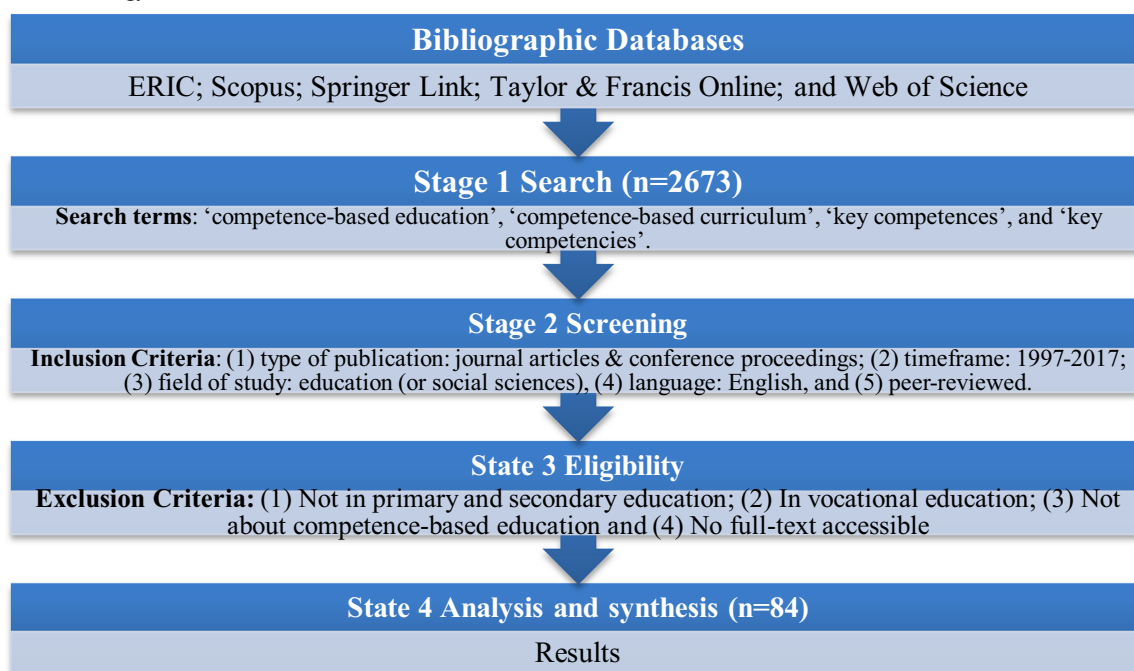 Bibliographic Databases
ERIC; Scopus; Springer Link; Taylor & Francis Online; and Web of Science
Stage 1 Search (n=2673)
Search terms: ‘competence-based education’, ‘competence-based curriculum’, ‘key competences’, and ‘key
competencies’.
Stage 2 Screening
Inclusion Criteria: (1) type of publication: journal articles & conference proceedings; (2) timeframe: 1997-2017;
(3) field of study: education (or social sciences), (4) language: English, and (5) peer-reviewed.
State 3 Eligibility
Exclusion Criteria: (1) Not in primary and secondary education; (2) In vocational education; (3) Not
about competence-based education and (4) No full-text accessible
State 4 Analysis and synthesis (n=84)
Results